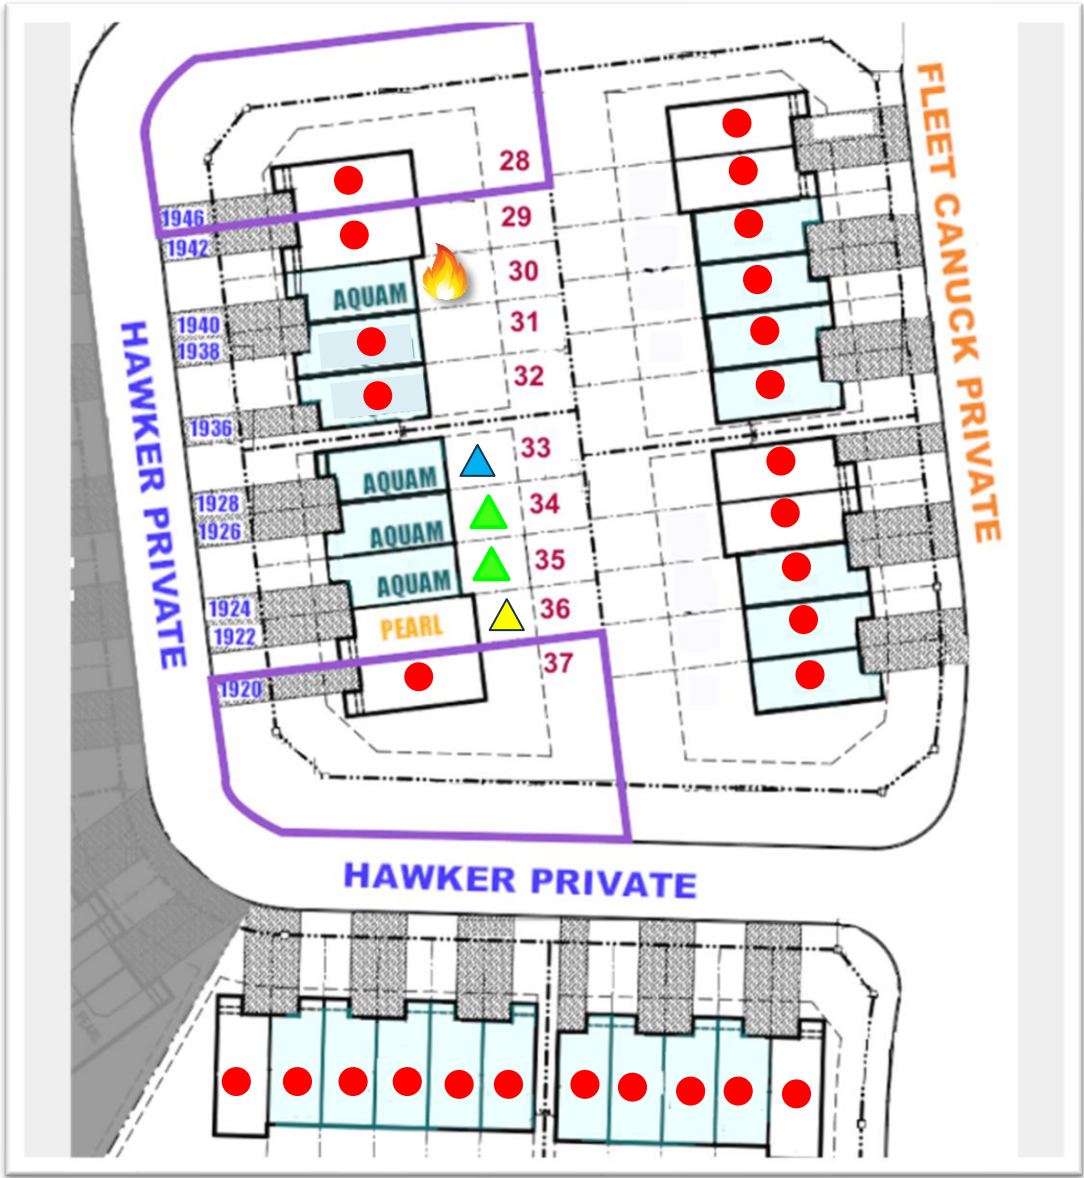 28
1946
29
1942
30
AQUAM
31
1940
1938
32
1936
33
AQUAM
1928
34
1926
AQUAM
35
AQUAM
1924
36
1922
PEARL
37
1920
HAWKER PRIVATE
FLEET CANUCK PRIVATE
HAWKER PRIVATE